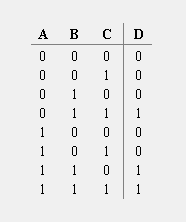 A B C D
0 0 0 0
0 0 1 0
0 1 0 0
0 1 1 1
1 0 0 0
1 0 1 0
1 1 0 1
1 1 1 1